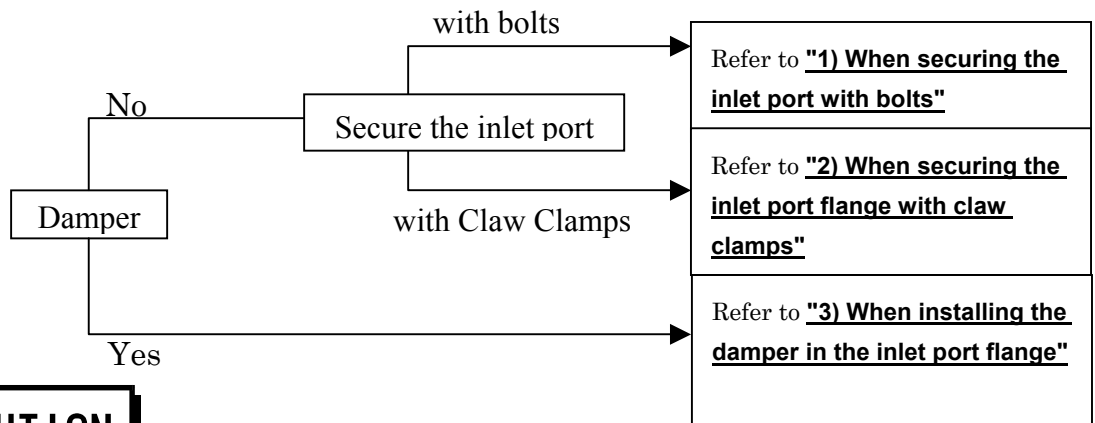 with bolts
Refer to "1) When securing the
inlet port with bolts"
No
Secure the inlet port
Refer to "2) When securing the
inlet port flange with claw
clamps"
Damper
with Claw Clamps
Refer to "3) When installing the
damper in the inlet port flange"
Yes